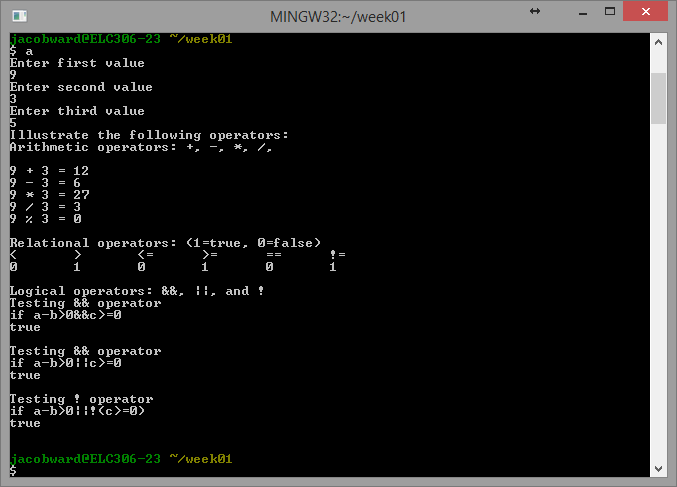 MINGW32:~/week01
jacobward@ELC306-23 ~/week01
$ a
Enter first value
9
Enter second value
3
Enter third value
5
Illustrate the following operators:
Arithmetic operators: +, -, *, /,

9 + 3 = 12
9 - 3 = 6
9 * 3 = 27
9 / 3 = 3
9 % 3 = 0

Relational operators: (1=true, 0=false)
<       >       <=      >=      ==      !=
0       1       0       1       0       1

Logical operators: &&, ||, and !
Testing && operator
if a-b>0&&c>=0
true

Testing && operator
if a-b>0||c>=0
true

Testing ! operator
if a-b>0||!(c>=0)
true

jacobward@ELC306-23 ~/week01
$